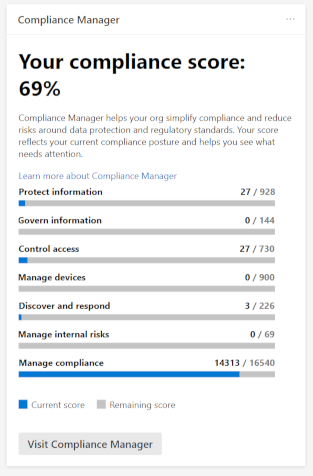 Compliance Manager
Your compliance score:
69%
Compliance Manager helps your org simplify compliance and reduce
risks around data protection and regulatory standards. Your score
reflects your current compliance posture and helps you see what
needs attention.
Learn more about Compliance Manager
Protect information 27 / 928
Govern information 0 / 144
Control access 27 / 730
Manage devices 0 / 900
Discover and respond 3 / 226
Manage internal risks 0 / 69
Manage compliance 14313 / 16540
Current score Remaining score
Visit Compliance Manager